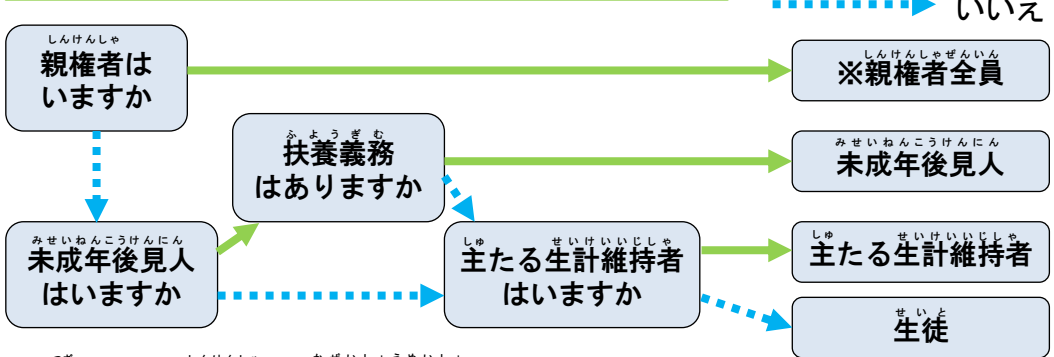 いいえ
しんけんしゃ
親権者は
いますか
しんけんしゃぜんいん
※親権者全員
ふようぎむ
扶養義務
はありますか
みせいねんこうけんにん
未成年後見人
みせいねんこうけんにん
未成年後見人
はいますか
しゅ せいけいいじしゃ
主たる生計維持者
はいますか
しゅ せいけいいじしゃ
主たる生計維持者
せいと
生徒